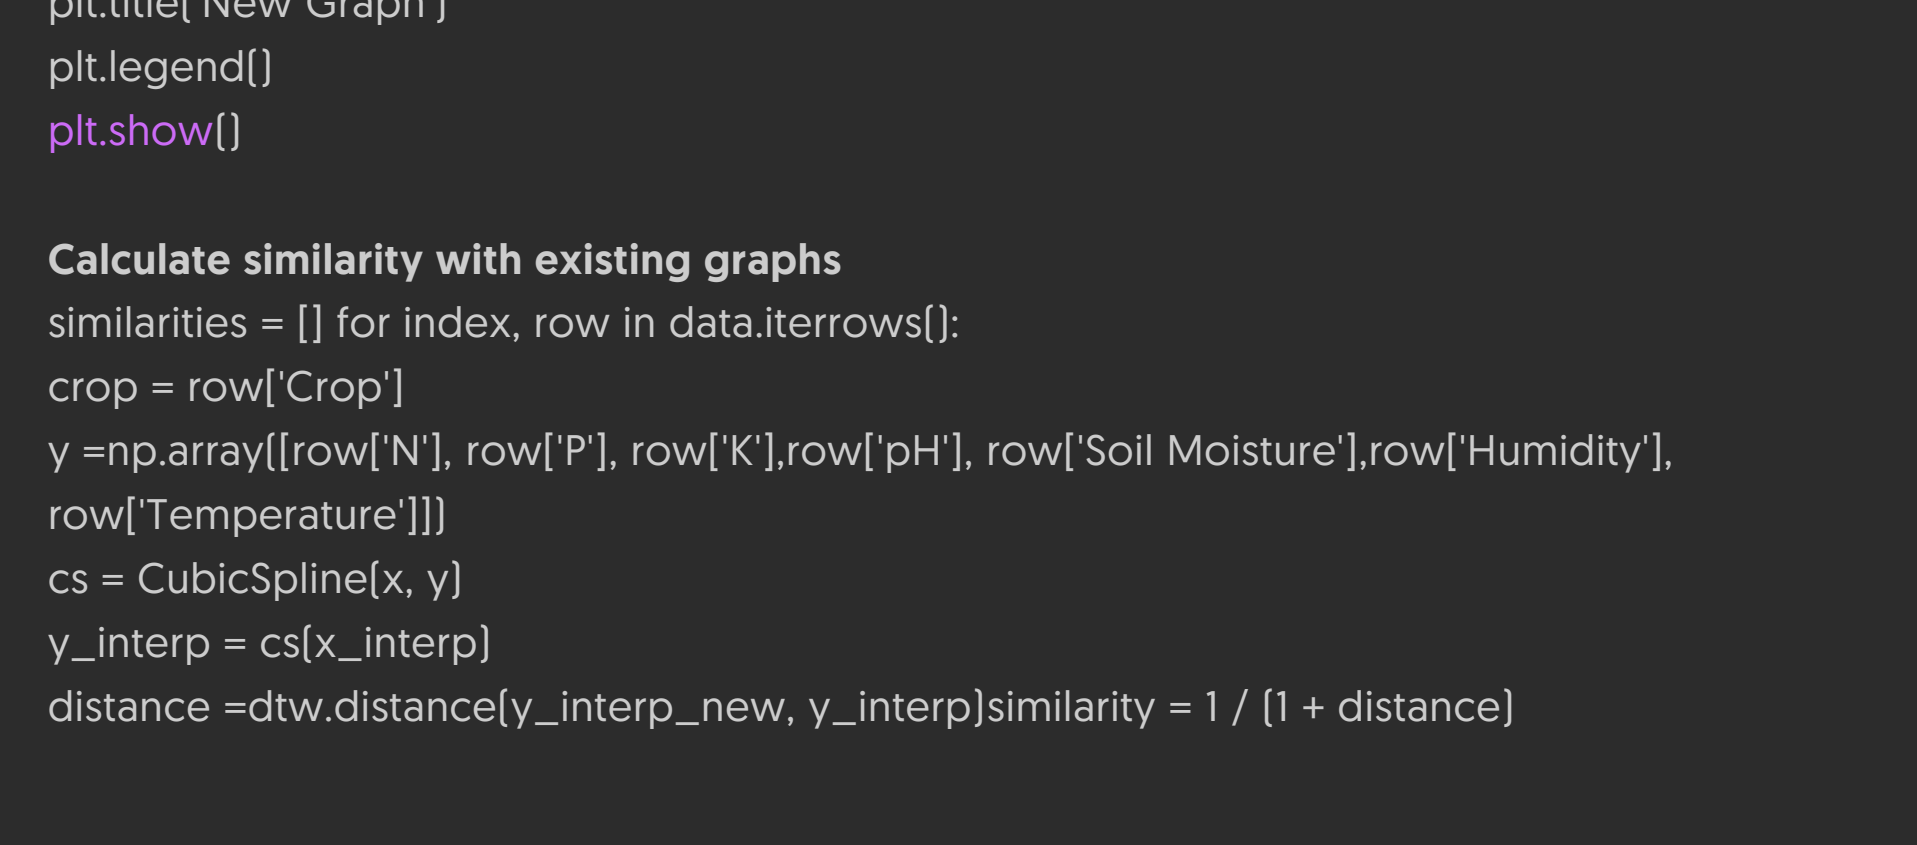 plt.title('New Graph')
plt.legend()
plt.show()
Calculate similarity with existing graphs
similarities = [] for index, row in data.iterrows():
crop = row['Crop']
y =np.array([row['N'], row['P'], row['K'],row['pH'], row['Soil Moisture'],row['Humidity'],
row['Temperature']])
cs = CubicSpline(x, y)
y_interp = cs(x_interp)
distance =dtw.distance(y_interp_new, y_interp)similarity = 1 / (1 + distance)